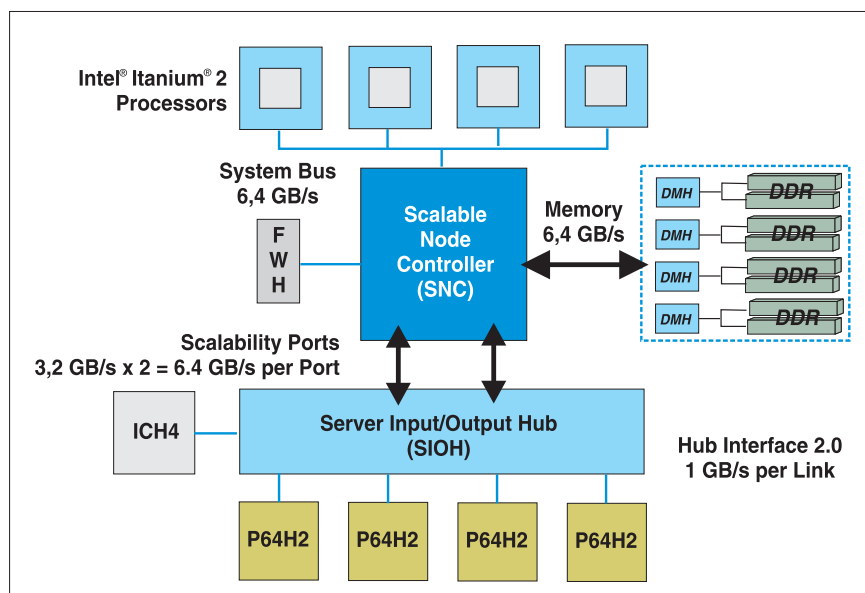 Intel® Itanium® 2
Processors
System Bus
6,4 GB/s
F
W
H
Scalable
Node
Controller
(SNC)
Memory
6,4 GB/s
DMH
DDR
DMH
DDR
DMH
DDR
DMH
DDR
Scalability Ports
3,2 GB/s x 2 = 6.4 GB/s per Port
ICH4
Server Input/Output Hub
(SIOH)
Hub Interface 2.0
1 GB/s per Link
P64H2
P64H2
P64H2
P64H2